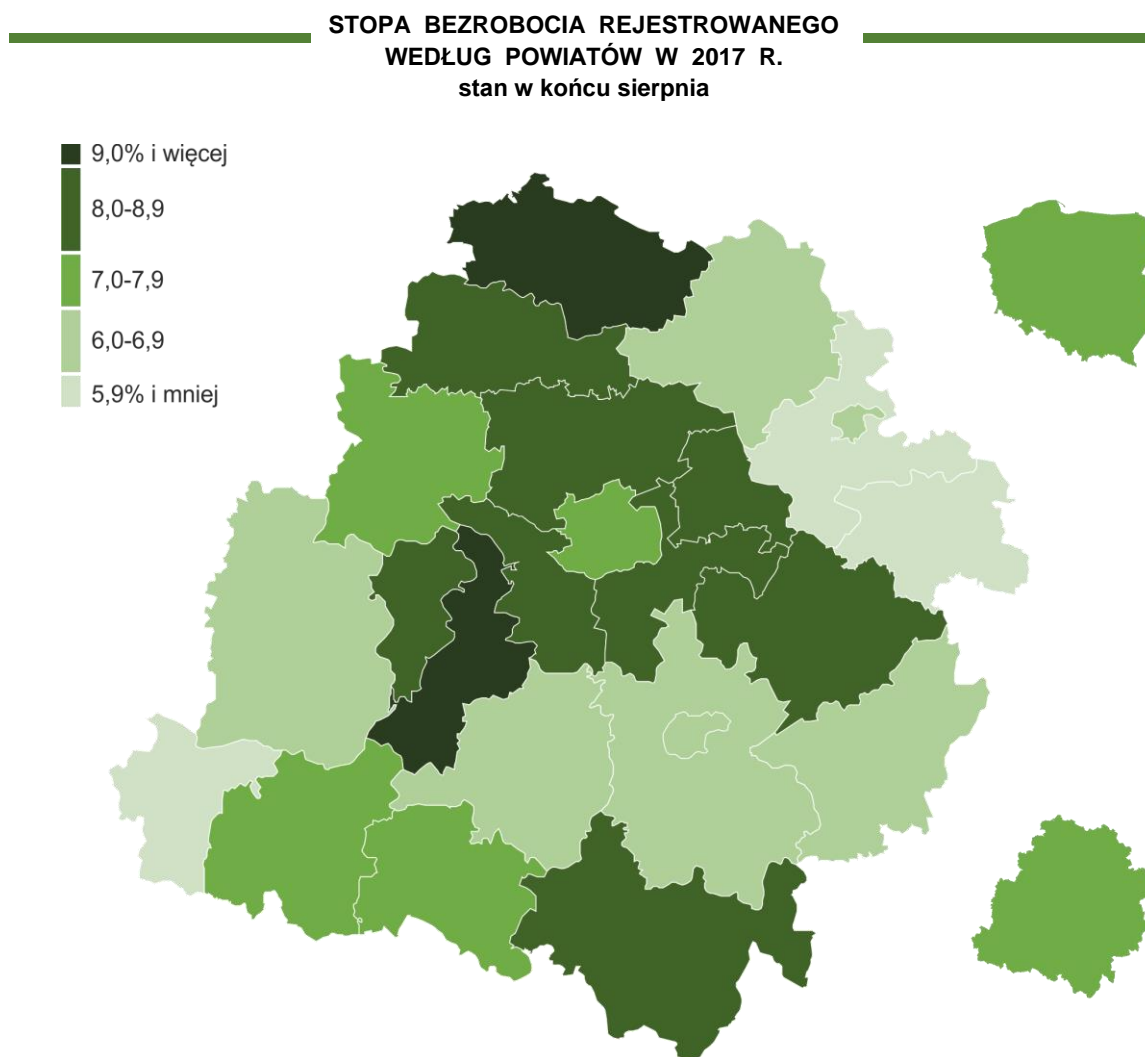 STOPA BEZROBOCIA REJESTROWANEGO
WEDŁUG POWIATÓW W 2017 R.
stan w końcu sierpnia
9,0% i więcej
8,0-8,9
7,0-7,9
6,0-6,9
5,9% i mniej